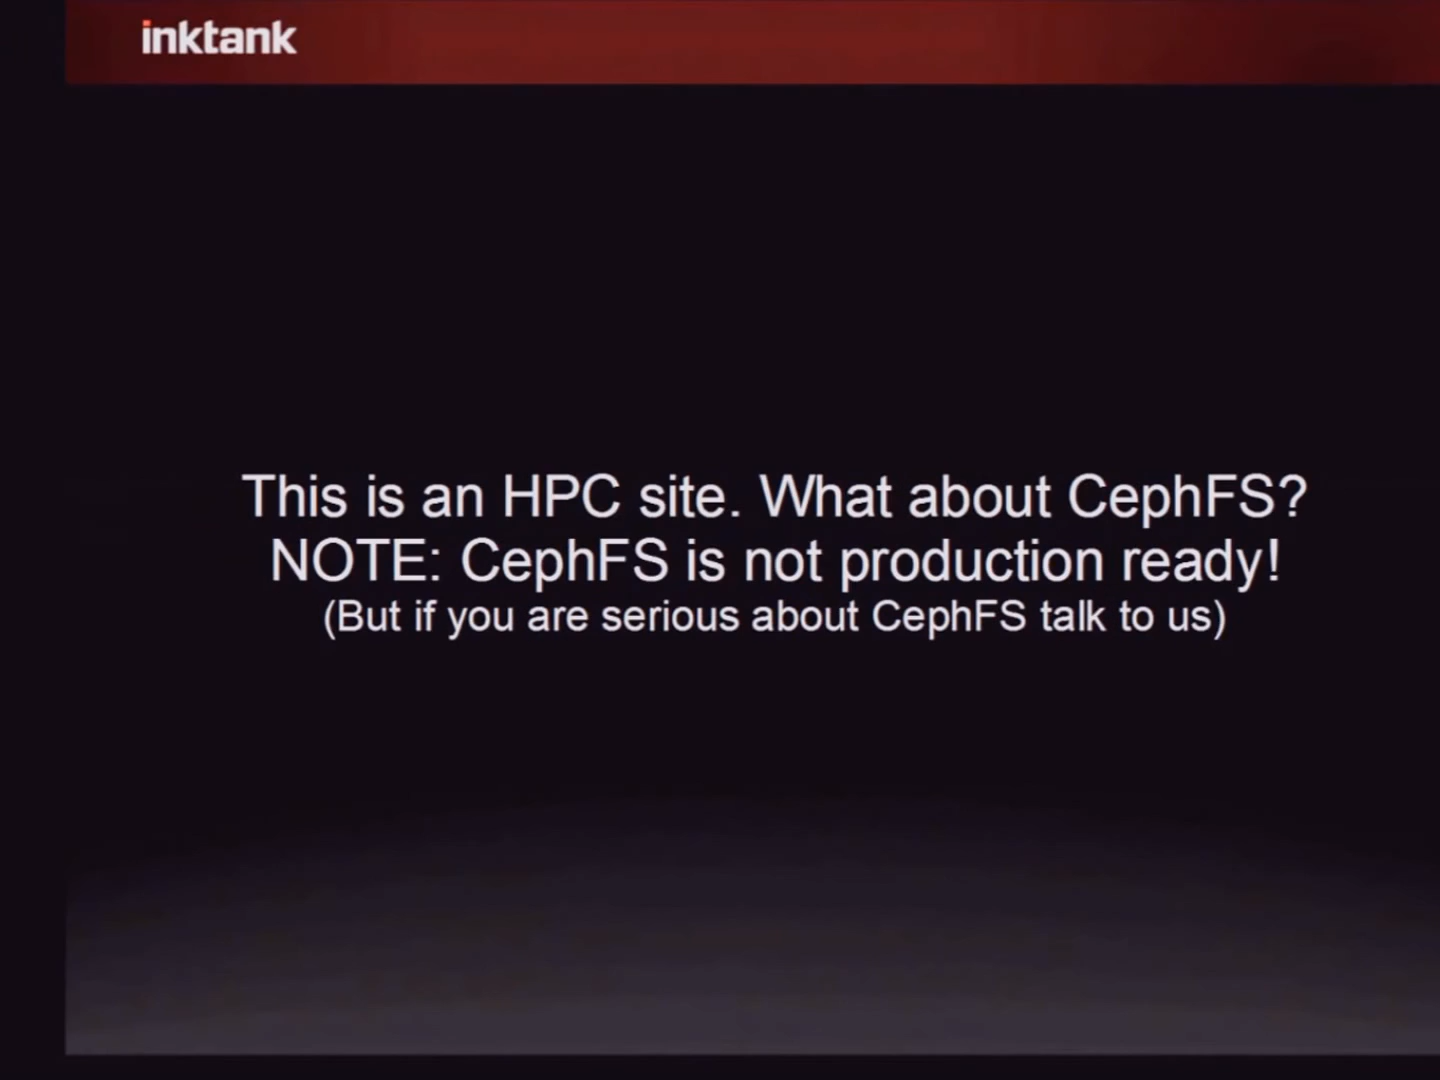 inktank
This is an HPC site. What about CephFS?
NOTE: CephFS is not production ready!
(But if you are serious about CephFS talk to us)